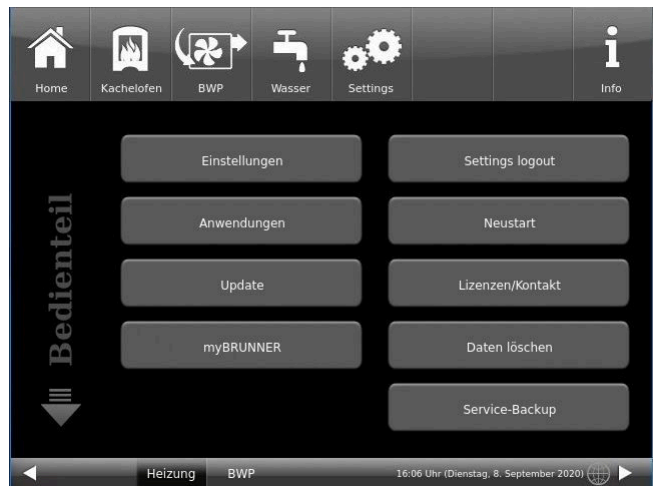 Home Kachelofen BWP Wasser Settings Info
Bedienteil
Einstellungen Settings logout
Anwendungen Neustart
Update Lizenzen/Kontakt
myBRUNNER Daten löschen
Service-Backup
Heizung BWP 16:06 Uhr (Dienstag, 8. September 2020)